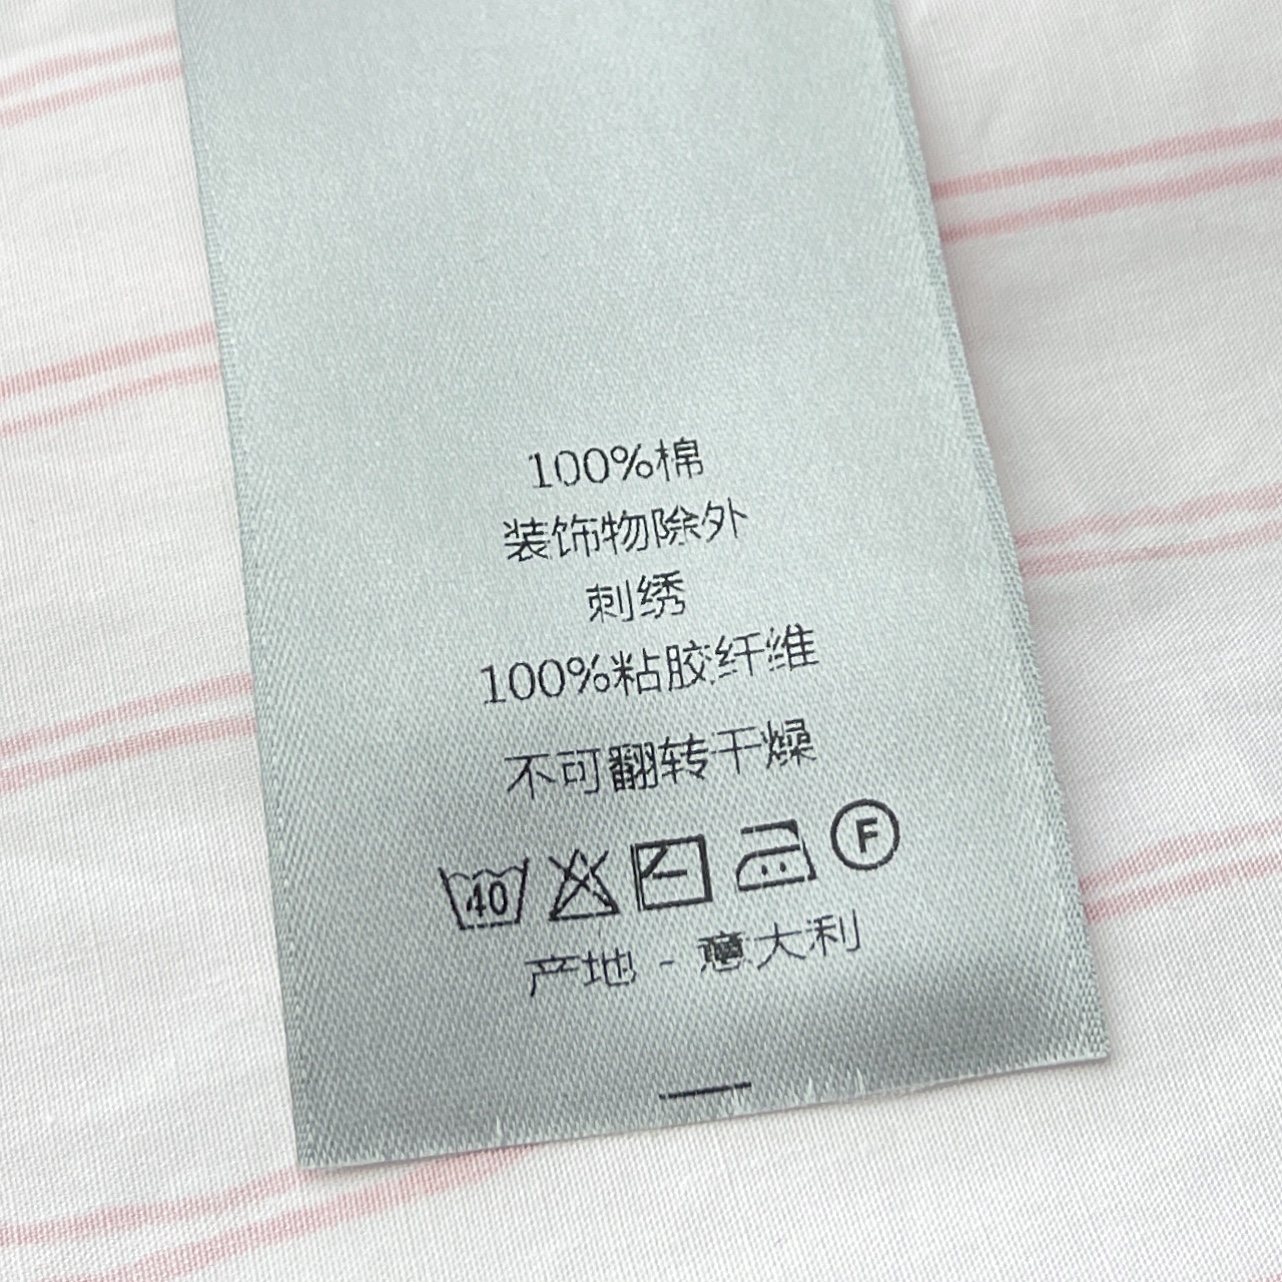 100%棉
装饰物除外
刺绣
100%粘胶纤维
不可翻转干燥
40 F
产地 - 意大利